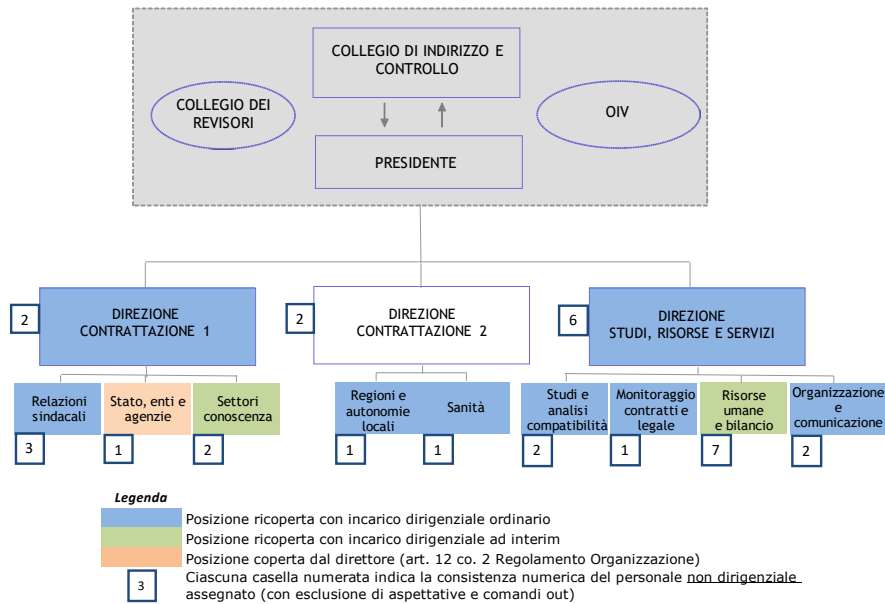 COLLEGIO DI INDIRIZZO E
CONTROLLO
COLLEGIO DEI
REVISORI
OIV
PRESIDENTE
2
DIREZIONE
CONTRATTAZIONE 1
2
DIREZIONE
CONTRATTAZIONE 2
6
DIREZIONE
STUDI, RISORSE E SERVIZI
Relazioni
sindacali
3
Stato, enti e
agenzie
1
Settori
conoscenza
2
Regioni e
autonomie
locali
1
Sanità
1
Studi e
analisi
compatibilità
2
Monitoraggio
contratti e
legale
1
Risorse
umane
e bilancio
7
Organizzazione
e
comunicazione
2
Legenda
Posizione ricoperta con incarico dirigenziale ordinario
Posizione ricoperta con incarico dirigenziale ad interim
Posizione coperta dal direttore (art. 12 co. 2 Regolamento Organizzazione)
3
Ciascuna casella numerata indica la consistenza numerica del personale non dirigenziale
assegnato (con esclusione di aspettative e comandi out)